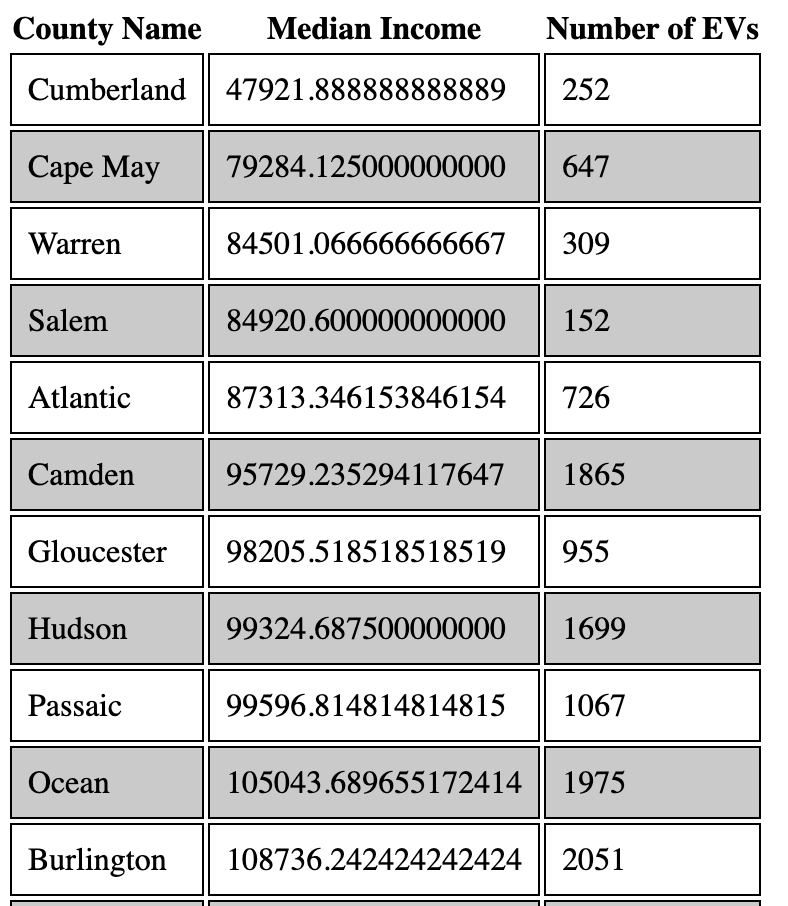 County Name Median Income Number of EVs
Cumberland 47921.888888888889 252
Cape May 79284.125000000000 647
Warren 84501.066666666667 309
Salem 84920.600000000000 152
Atlantic 87313.346153846154 726
Camden 95729.235294117647 1865
Gloucester 98205.518518518519 955
Hudson 99324.687500000000 1699
Passaic 99596.814814814815 1067
Ocean 105043.689655172414 1975
Burlington 108736.242424242424 2051